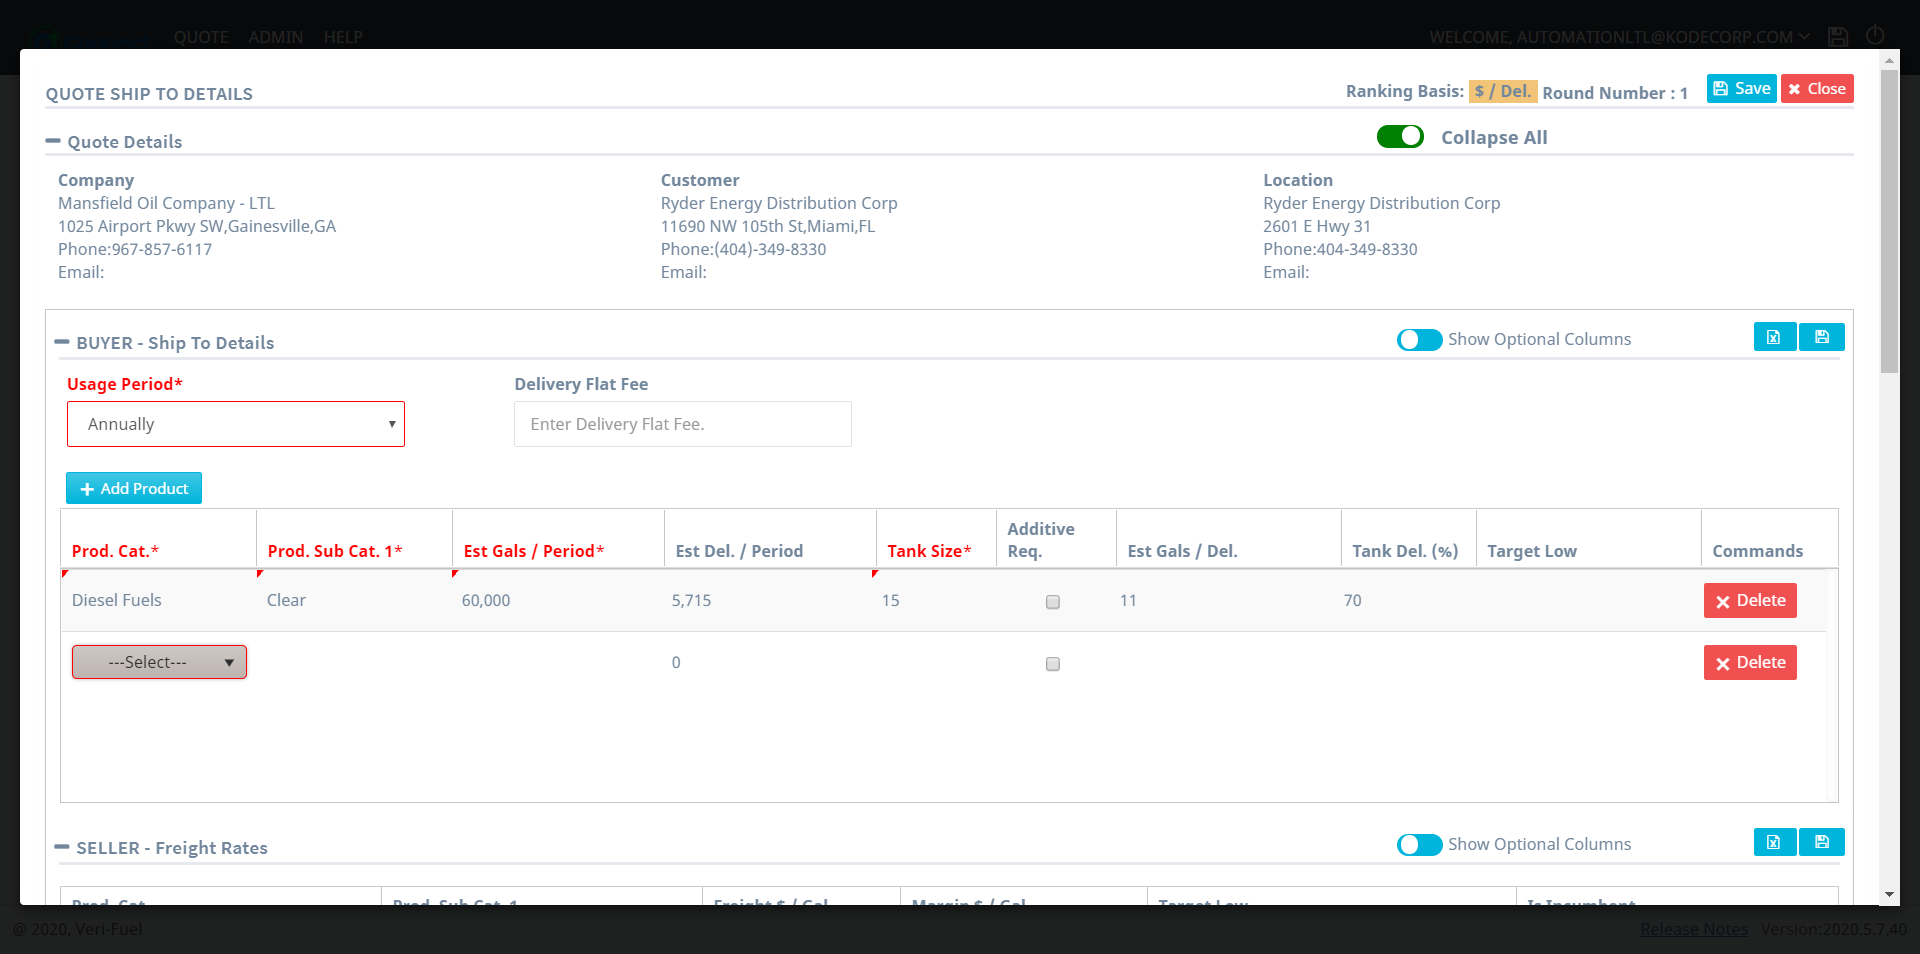 QUOTE ADMIN HELP
WELCOME, AUTOMATIONLTL@KODECORP.COM
QUOTE SHIP TO DETAILS
Ranking Basis: $ / Del. Round Number : 1
Save
Close
Quote Details
Collapse All
Company
Mansfield Oil Company - LTL
1025 Airport Pkwy SW,Gainesville,GA
Phone:967-857-6117
Email:
Customer
Ryder Energy Distribution Corp
11690 NW 105th St,Miami,FL
Phone:(404)-349-8330
Email:
Location
Ryder Energy Distribution Corp
2601 E Hwy 31
Phone:404-349-8330
Email:
BUYER - Ship To Details
Show Optional Columns
Usage Period*
Annually
Delivery Flat Fee
Enter Delivery Flat Fee.
Add Product
Prod. Cat.* Prod. Sub Cat. 1* Est Gals / Period* Est Del. / Period Tank Size* Additive Req. Est Gals / Del. Tank Del. (%) Target Low Commands
Diesel Fuels Clear 60,000 5,715 15 11 70 Delete
---Select--- 0 Delete
SELLER - Freight Rates
Show Optional Columns
Prod. Cat. Prod. Sub Cat. 1 Freight $ / Gal. Margin $ / Gal. Target Low Is Incumbent
@ 2020, Veri-Fuel
Release Notes Version:2020.5.7.40